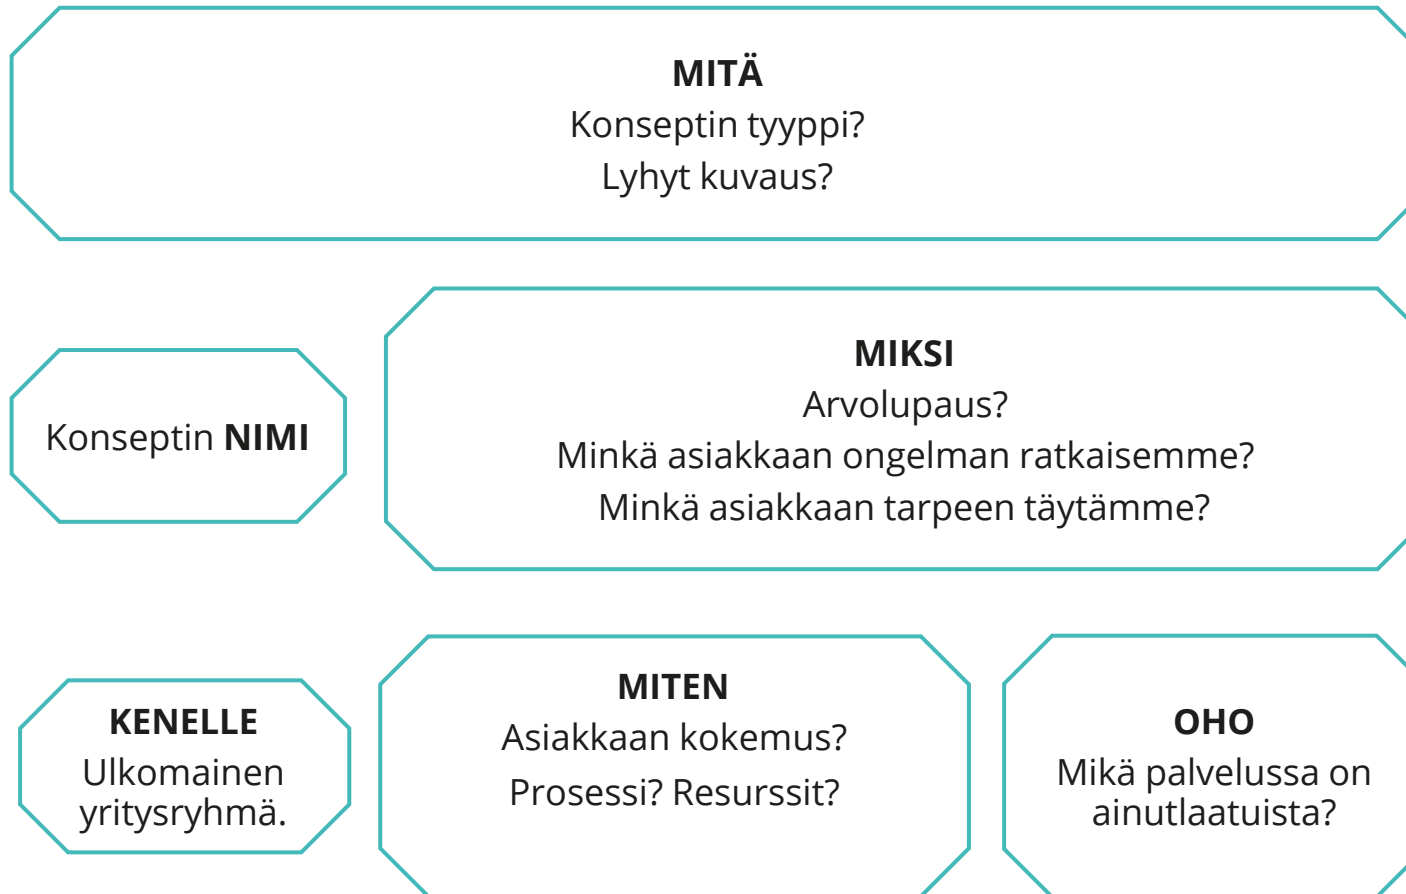 MITÄ
Konseptin tyyppi?
Lyhyt kuvaus?
Konseptin NIMI
MIKSI
Arvolupaus?
Minkä asiakkaan ongelman ratkaisemme?
Minkä asiakkaan tarpeen täytämme?
KENELLE
Ulkomainen
yritysryhmä.
MITEN
Asiakkaan kokemus?
Prosessi? Resurssit?
OHO
Mikä palvelussa on
ainutlaatuista?